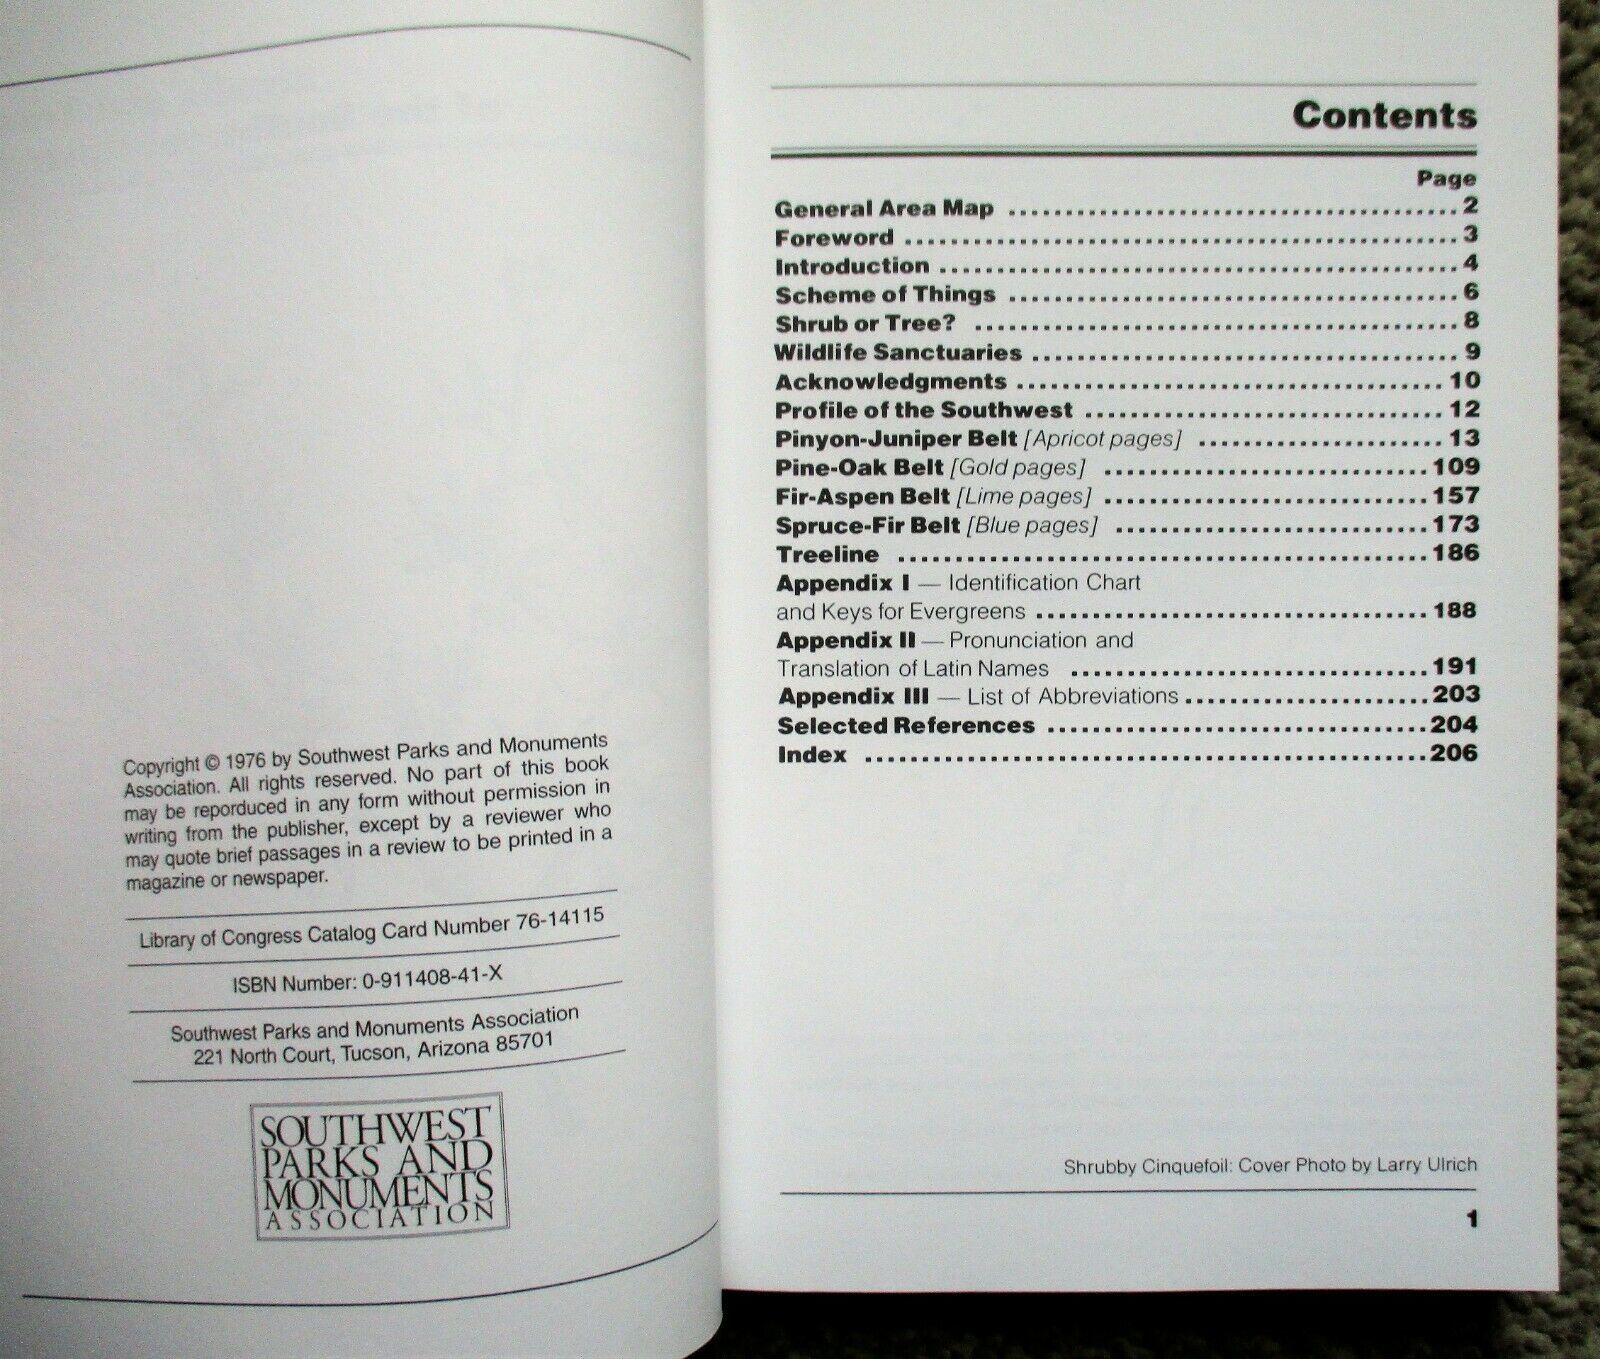 Copyright © 1976 by Southwest Parks and Monuments
Association. All rights reserved. No part of this book
may be reporduced in any form without permission in
writing from the publisher, except by a reviewer who
may quote brief passages in a review to be printed in a
magazine or newspaper.
Library of Congress Catalog Card Number 76-14115
ISBN Number: 0-911408-41-X
Southwest Parks and Monuments Association
221 North Court, Tucson, Arizona 85701
SOUTHWEST
PARKS AND
MONUMENTS
ASSOCIATION
Contents
Page
General Area Map ........................................ 2
Foreword ................................................. 3
Introduction .............................................. 4
Scheme of Things ........................................ 6
Shrub or Tree? ........................................... 8
Wildlife Sanctuaries ...................................... 9
Acknowledgments ...................................... 10
Profile of the Southwest ................................ 12
Pinyon-Juniper Belt [Apricot pages] ...................... 13
Pine-Oak Belt [Gold pages] ............................. 109
Fir-Aspen Belt [Lime pages] ............................. 157
Spruce-Fir Belt [Blue pages] ............................ 173
Treeline ............................................... 186
Appendix I — Identification Chart
and Keys for Evergreens ................................... 188
Appendix II — Pronunciation and
Translation of Latin Names ................................ 191
Appendix III — List of Abbreviations ...................... 203
Selected References .................................. 204
Index .................................................. 206
Shrubby Cinquefoil: Cover Photo by Larry Ulrich
1